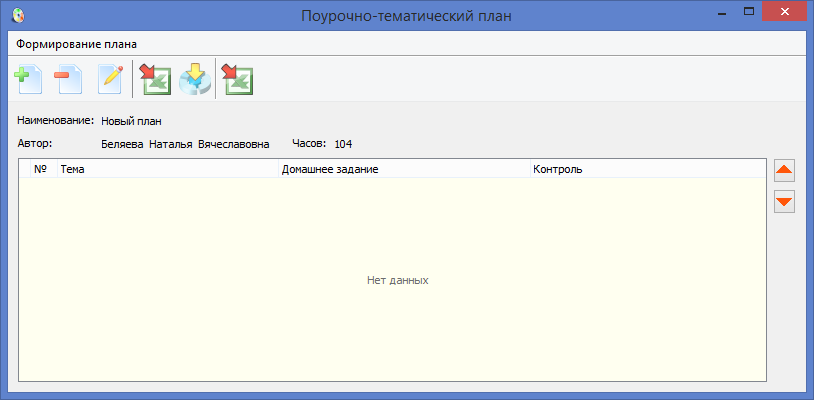 Поурочно-тематический план
Формирование плана
Наименование: Новый план
Автор: Беляева Наталья Вячеславовна Часов: 104
№ Тема Домашнее задание Контроль
Нет данных